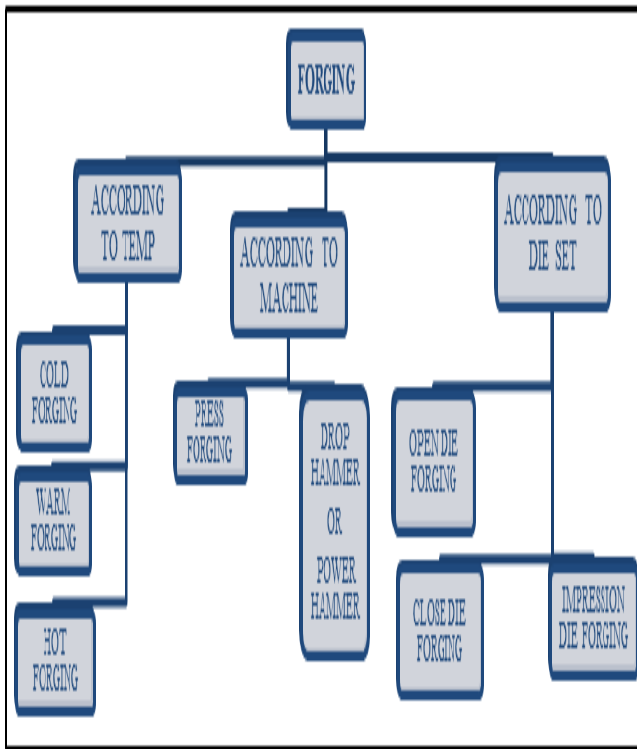 FORGING
ACCORDING
TO TEMP
ACCORDING TO
MACHINE
ACCORDING TO
DIE SET
COLD
FORGING
WARM
FORGING
HOT
FORGING
PRESS
FORGING
DROP
HAMMER
OR
POWER
HAMMER
OPEN DIE
FORGING
CLOSE DIE
FORGING
IMPRESSION
DIE FORGING